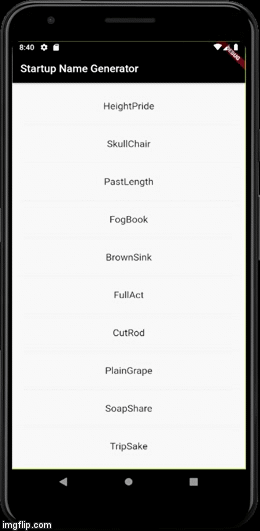 8:40
DEBUG
Startup Name Generator
HeightPride
SkullChair
PastLength
FogBook
BrownSink
FullAct
CutRod
PlainGrape
SoapShare
TripSake
imgflip.com